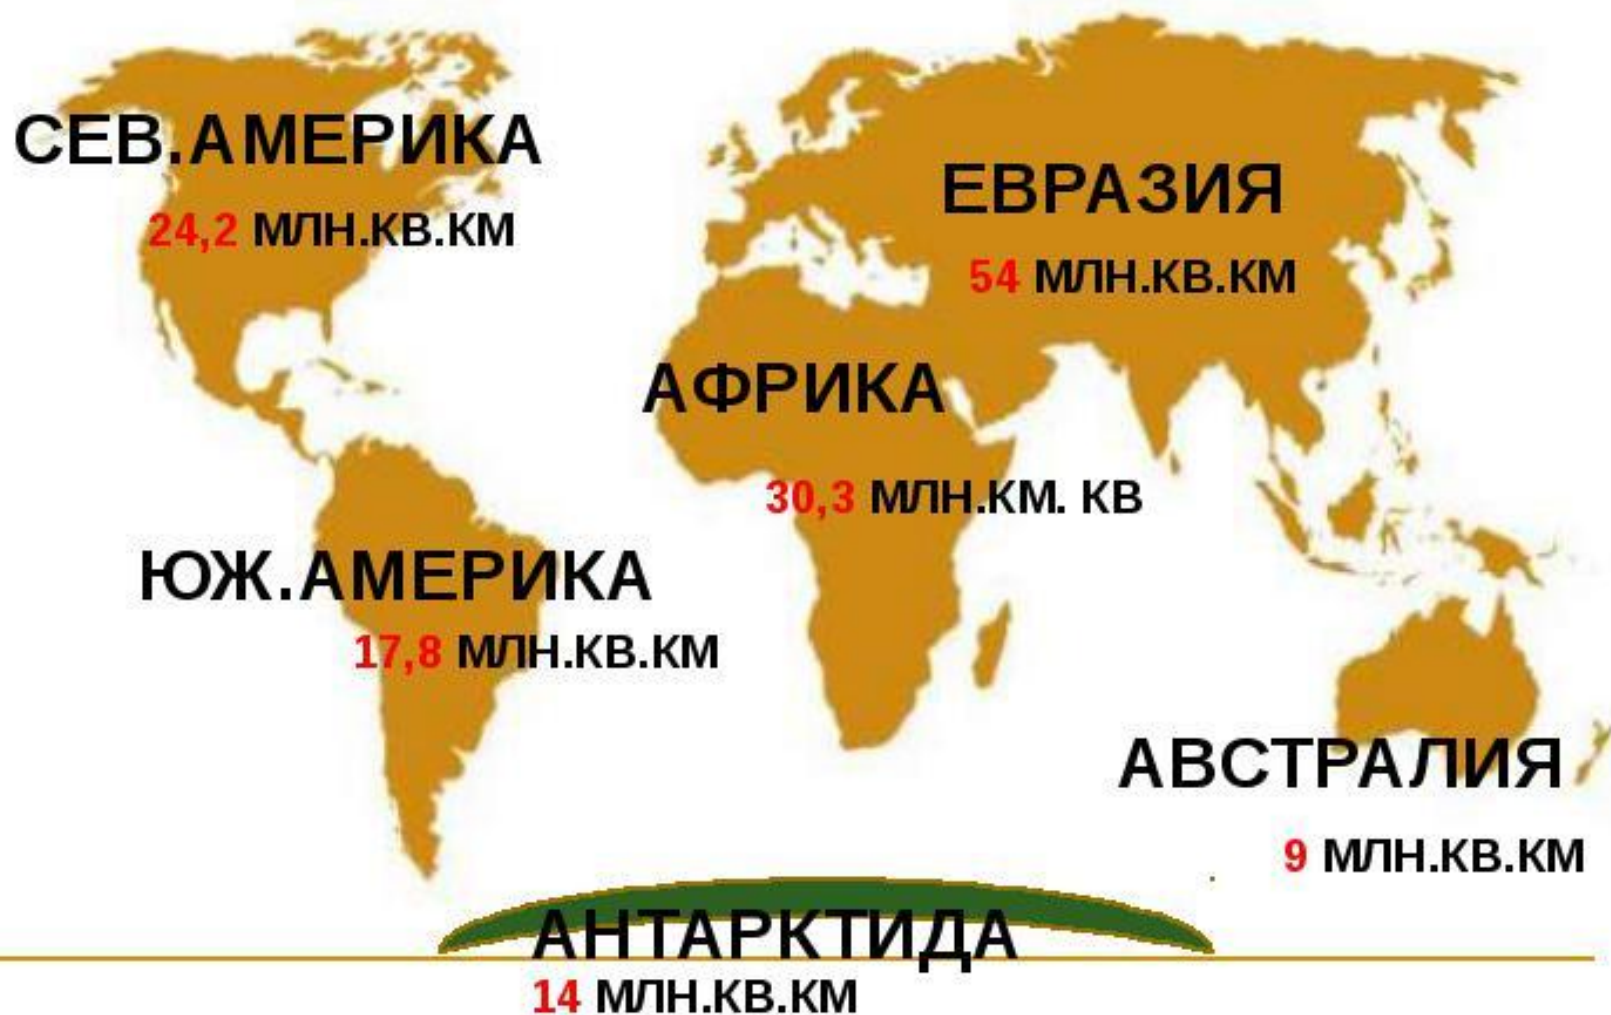 СЕВ.АМЕРИКА
24,2 МЛН.КВ.КМ
ЕВРАЗИЯ
54 МЛН.КВ.КМ
АФРИКА
30,3 МЛН.КМ. КВ
ЮЖ.АМЕРИКА
17,8 МЛН.КВ.КМ
АВСТРАЛИЯ
9 МЛН.КВ.КМ
АНТАРКТИДА
14 МЛН.КВ.КМ